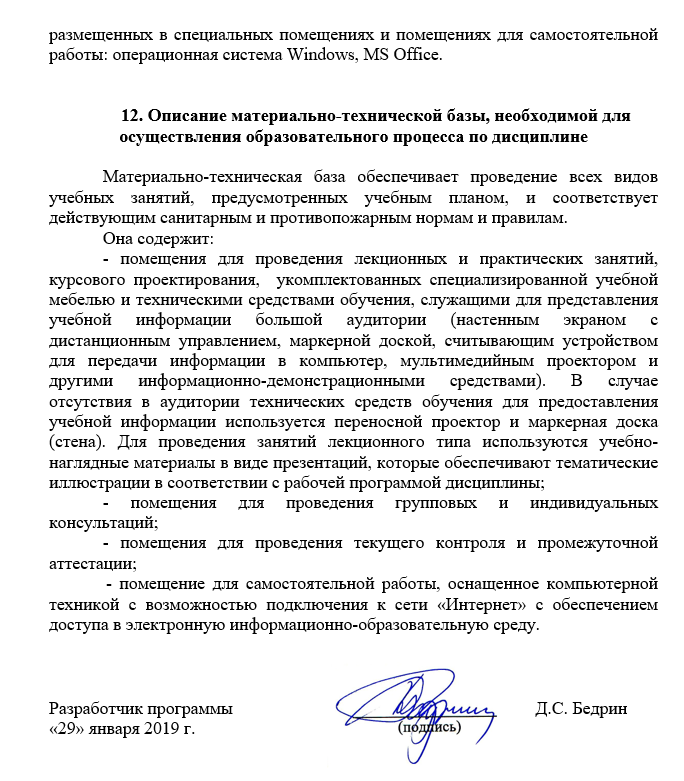 размещенных в специальных помещениях и помещениях для самостоятельной
работы: операционная система Windows, MS Office.
12. Описание материально-технической базы, необходимой для
осуществления образовательного процесса по дисциплине
Материально-техническая база обеспечивает проведение всех видов
учебных занятий, предусмотренных учебным планом, и соответствует
действующим санитарным и противопожарным нормам и правилам.
Она содержит:
- помещения для проведения лекционных и практических занятий,
курсового проектирования, укомплектованных специализированной учебной
мебелью и техническими средствами обучения, служащими для представления
учебной информации большой аудитории (настенным экраном с
дистанционным управлением, маркерной доской, считывающим устройством
для передачи информации в компьютер, мультимедийным проектором и
другими информационно-демонстрационными средствами). В случае
отсутствия в аудитории технических средств обучения для предоставления
учебной информации используется переносной проектор и маркерная доска
(стена). Для проведения занятий лекционного типа используются учебно-
наглядные материалы в виде презентаций, которые обеспечивают тематические
иллюстрации в соответствии с рабочей программой дисциплины;
- помещения для проведения групповых и индивидуальных
консультаций;
- помещения для проведения текущего контроля и промежуточной
аттестации;
- помещение для самостоятельной работы, оснащенное компьютерной
техникой с возможностью подключения к сети «Интернет» с обеспечением
доступа в электронную информационно-образовательную среду.
Разработчик программы Д.С. Бедрин
«29» января 2019 г. (подпись)